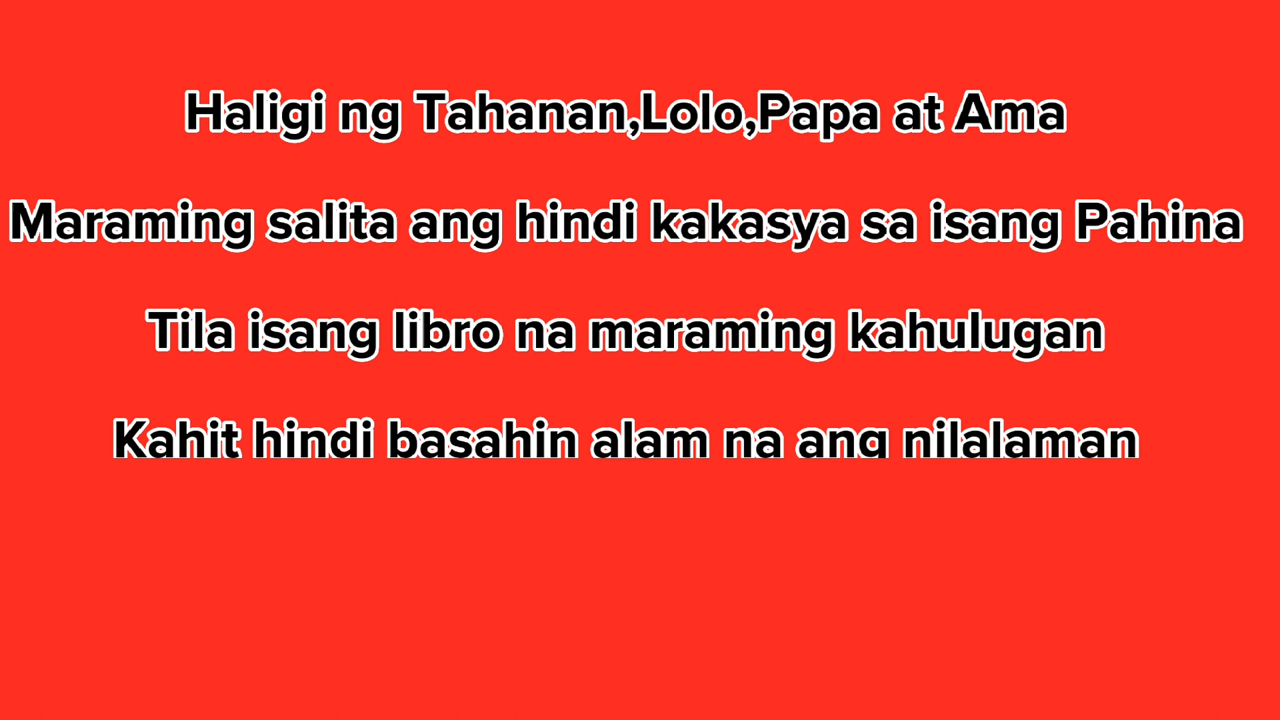 Haligi ng Tahanan,Lolo,Papa at Ama
Maraming salita ang hindi kakasya sa isang Pahina
Tila isang libro na maraming kahulugan
Kahit hindi basahin alam na ang nilalaman